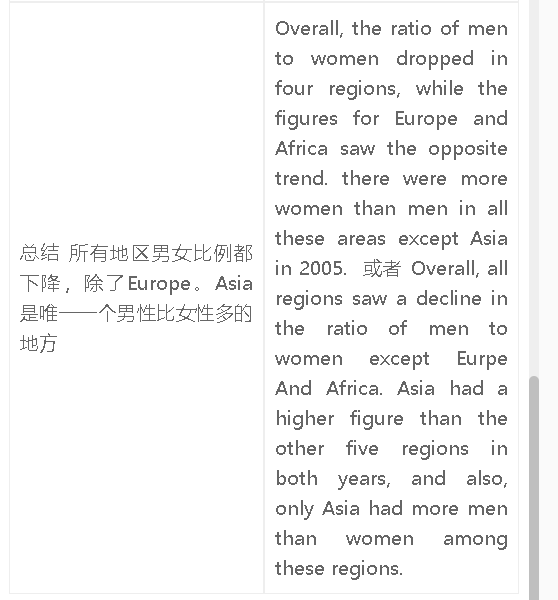 总结 所有地区男女比例都
下降，除了Europe。Asia
是唯一一个男性比女性多的
地方
Overall, the ratio of men
to women dropped in
four regions, while the
figures for Europe and
Africa saw the opposite
trend. there were more
women than men in all
these areas except Asia
in 2005. 或者 Overall, all
regions saw a decline in
the ratio of men to
women except Eurpe
And Africa. Asia had a
higher figure than the
other five regions in
both years, and also,
only Asia had more men
than women among
these regions.